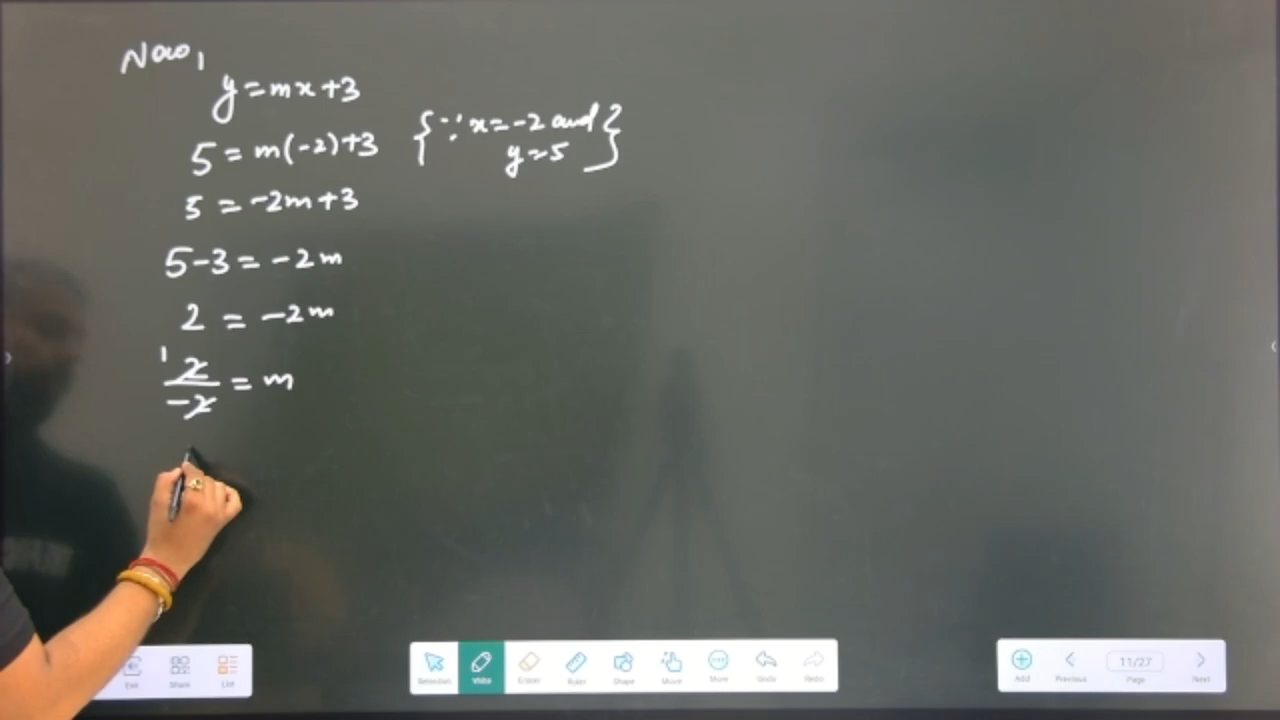 Now,
y = mx + 3
5 = m(-2) + 3 {∵ x = -2 and
y = 5}
5 = -2m + 3
5 - 3 = -2m
2 = -2m
1 2/-2 = m
Exit Share List
Selection White Eraser Ruler Shape Move More Undo Redo
Add Previous 11/27 Page Next